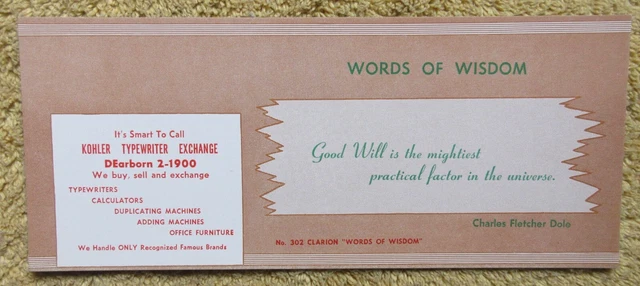 WORDS OF WISDOM
Good Will is the mightiest
practical factor in the universe.
Charles Fletcher Dole
No. 302 CLARION "WORDS OF WISDOM"
It's Smart To Call
KOHLER TYPEWRITER EXCHANGE
DEarborn 2-1900
We buy, sell and exchange
TYPEWRITERS
CALCULATORS
DUPLICATING MACHINES
ADDING MACHINES
OFFICE FURNITURE
We Handle ONLY Recognized Famous Brands